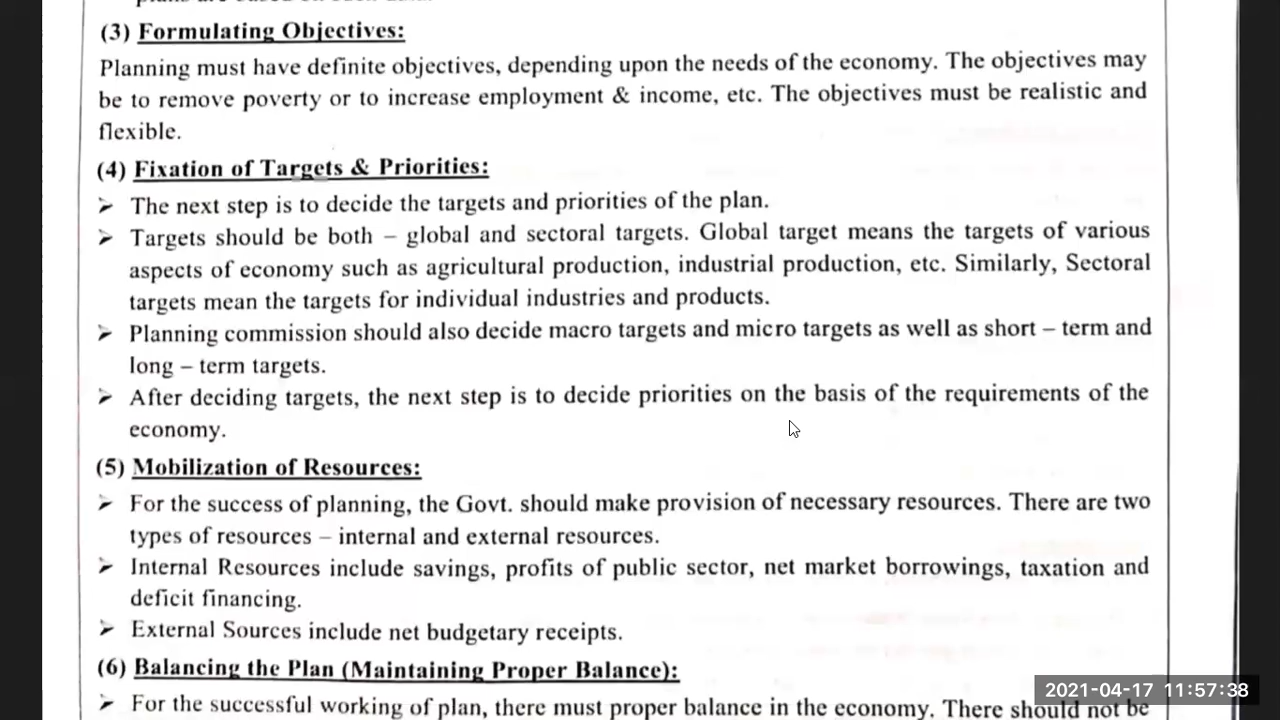 (3) Formulating Objectives:
Planning must have definite objectives, depending upon the needs of the economy. The objectives may
be to remove poverty or to increase employment & income, etc. The objectives must be realistic and
flexible.
(4) Fixation of Targets & Priorities:
➢ The next step is to decide the targets and priorities of the plan.
➢ Targets should be both – global and sectoral targets. Global target means the targets of various
aspects of economy such as agricultural production, industrial production, etc. Similarly, Sectoral
targets mean the targets for individual industries and products.
➢ Planning commission should also decide macro targets and micro targets as well as short – term and
long – term targets.
➢ After deciding targets, the next step is to decide priorities on the basis of the requirements of the
economy.
(5) Mobilization of Resources:
➢ For the success of planning, the Govt. should make provision of necessary resources. There are two
types of resources – internal and external resources.
➢ Internal Resources include savings, profits of public sector, net market borrowings, taxation and
deficit financing.
➢ External Sources include net budgetary receipts.
(6) Balancing the Plan (Maintaining Proper Balance):
➢ For the successful working of plan, there must proper balance in the economy. There should not be
2021-04-17 11:57:38